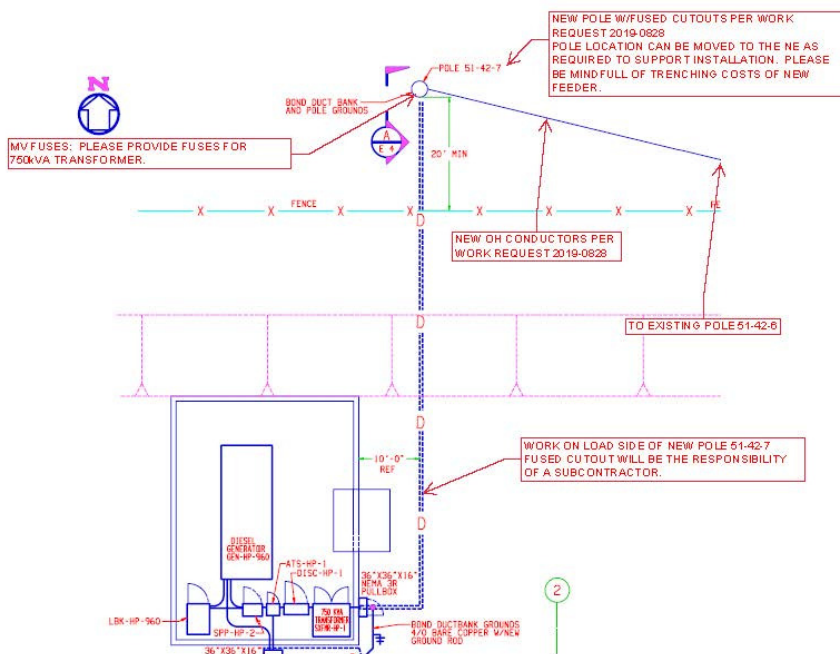 NEW POLE W/FUSED CUTOUTS PER WORK
REQUEST 2019-0828
POLE LOCATION CAN BE MOVED TO THE NE AS
REQUIRED TO SUPPORT INSTALLATION. PLEASE
BE MINDFULL OF TRENCHING COSTS OF NEW
FEEDER.
N
POLE 51-42-7
BOND DUCT BANK
AND POLE GROUNDS
A
E 4
MV FUSES: PLEASE PROVIDE FUSES FOR
750kVA TRANSFORMER.
20' MIN
X X FENCE X X X X X
D
NEW OH CONDUCTORS PER
WORK REQUEST 2019-0828
D
TO EXISTING POLE 51-42-6
D
10'-0"
REF
WORK ON LOAD SIDE OF NEW POLE 51-42-7
FUSED CUTOUT WILL BE THE RESPONSIBILITY
OF A SUBCONTRACTOR.
D
DIESEL
GENERATOR
GEN-HP-960
ATS-HP-1
DISC-HP-1
36"X36"X16"
NEMA 3R
PULLBOX
2
750 KVA
TRANSFORMER
LBK-HP-960
SPP-HP-2
BOND DUCTBANK GROUNDS
4/0 BARE COPPER W/NEW
GROUND ROD
36"X36"X16"